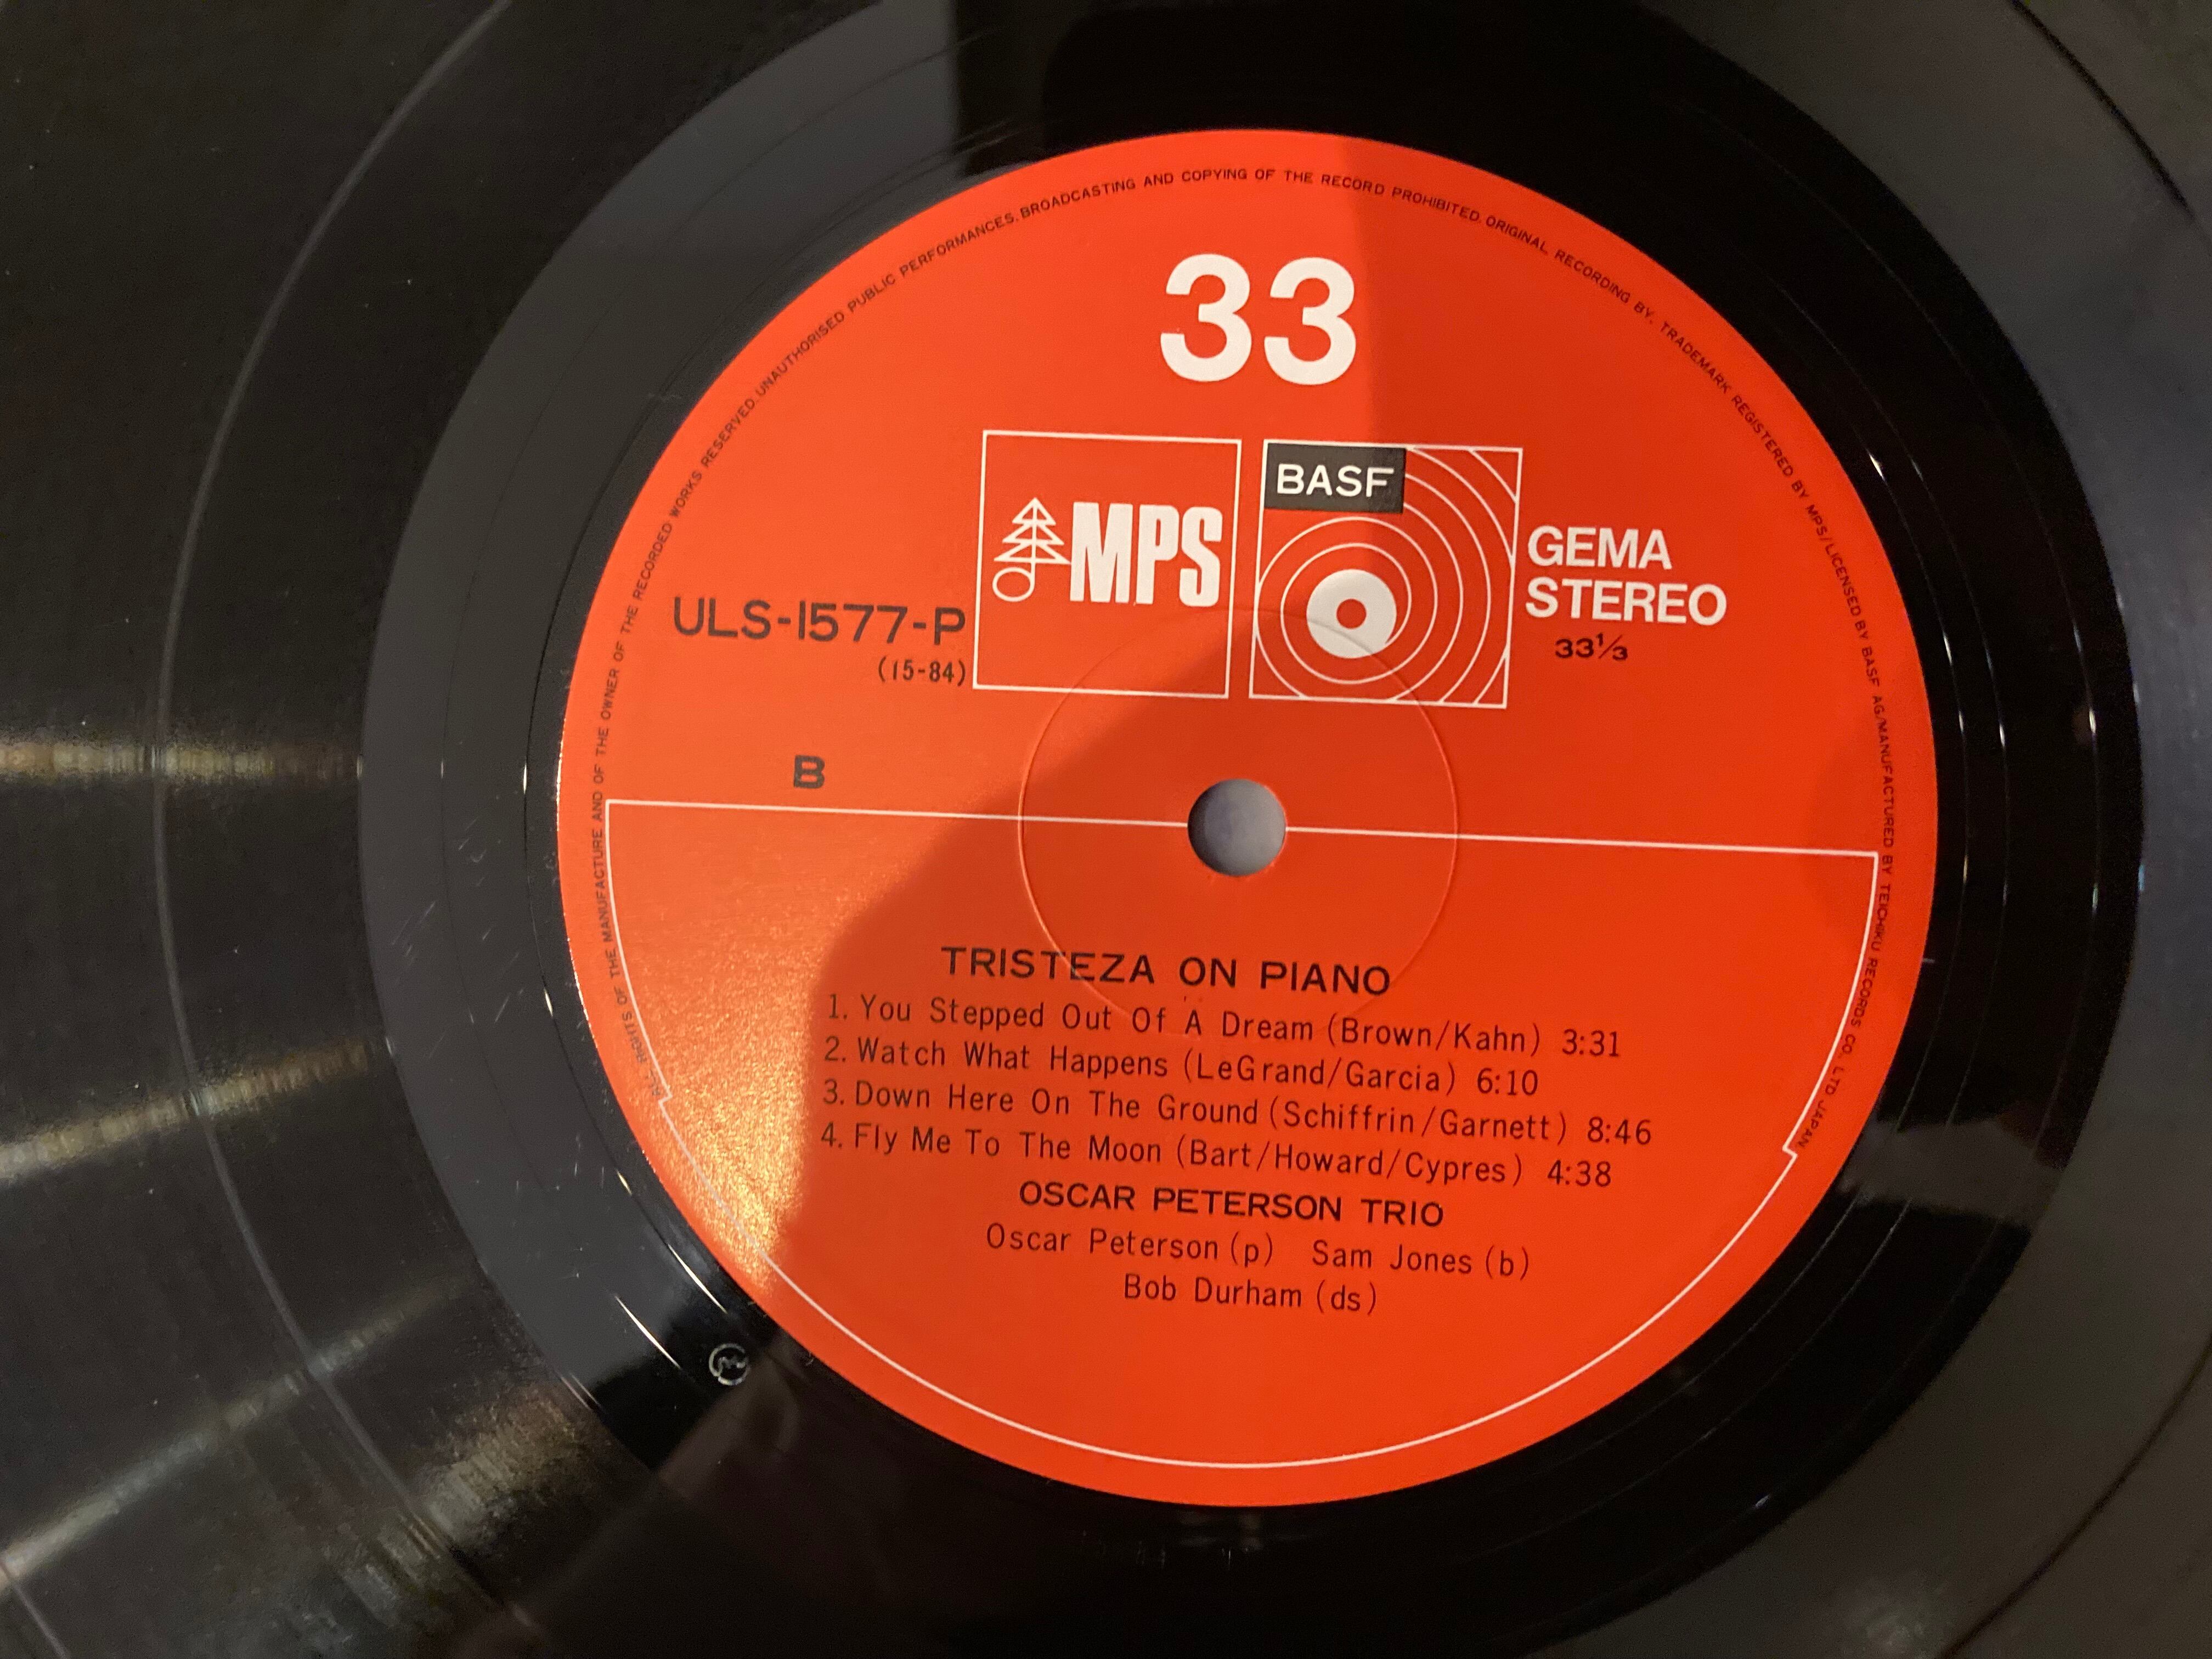 ALL RIGHTS OF THE MANUFACTURE AND OF THE OWNER OF THE RECORDED WORKS RESERVED. UNAUTHORISED PUBLIC PERFORMANCES. BROADCASTING AND COPYING OF THE RECORD PROHIBITED. ORIGINAL RECORDING BY. TRADEMARK REGISTERED BY MPS/LICENSED BY BASF AG/MANUFACTURED BY TEICHIKU RECORDS CO., LTD. JAPAN
33
MPS
BASF
GEMA
STEREO
33⅓
ULS-1577-P
(15-84)
B
TRISTEZA ON PIANO
1. You Stepped Out Of A Dream (Brown/Kahn) 3:31
2. Watch What Happens (LeGrand/Garcia) 6:10
3. Down Here On The Ground (Schiffrin/Garnett) 8:46
4. Fly Me To The Moon (Bart/Howard/Cypres) 4:38
OSCAR PETERSON TRIO
Oscar Peterson (p) Sam Jones (b)
Bob Durham (ds)